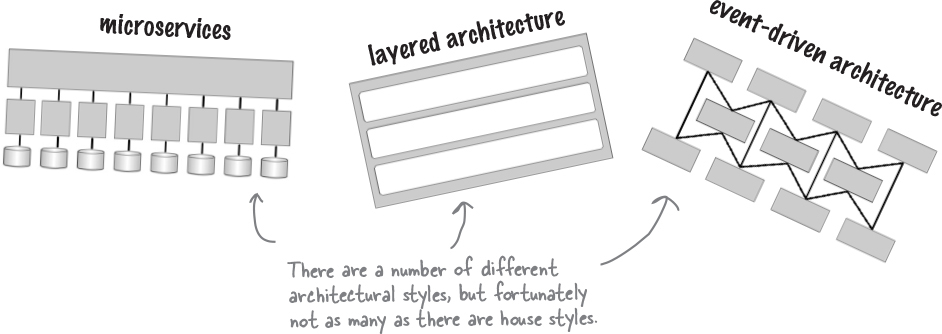 microservices
layered architecture
event-driven architecture
There are a number of different
architectural styles, but fortunately
not as many as there are house styles.